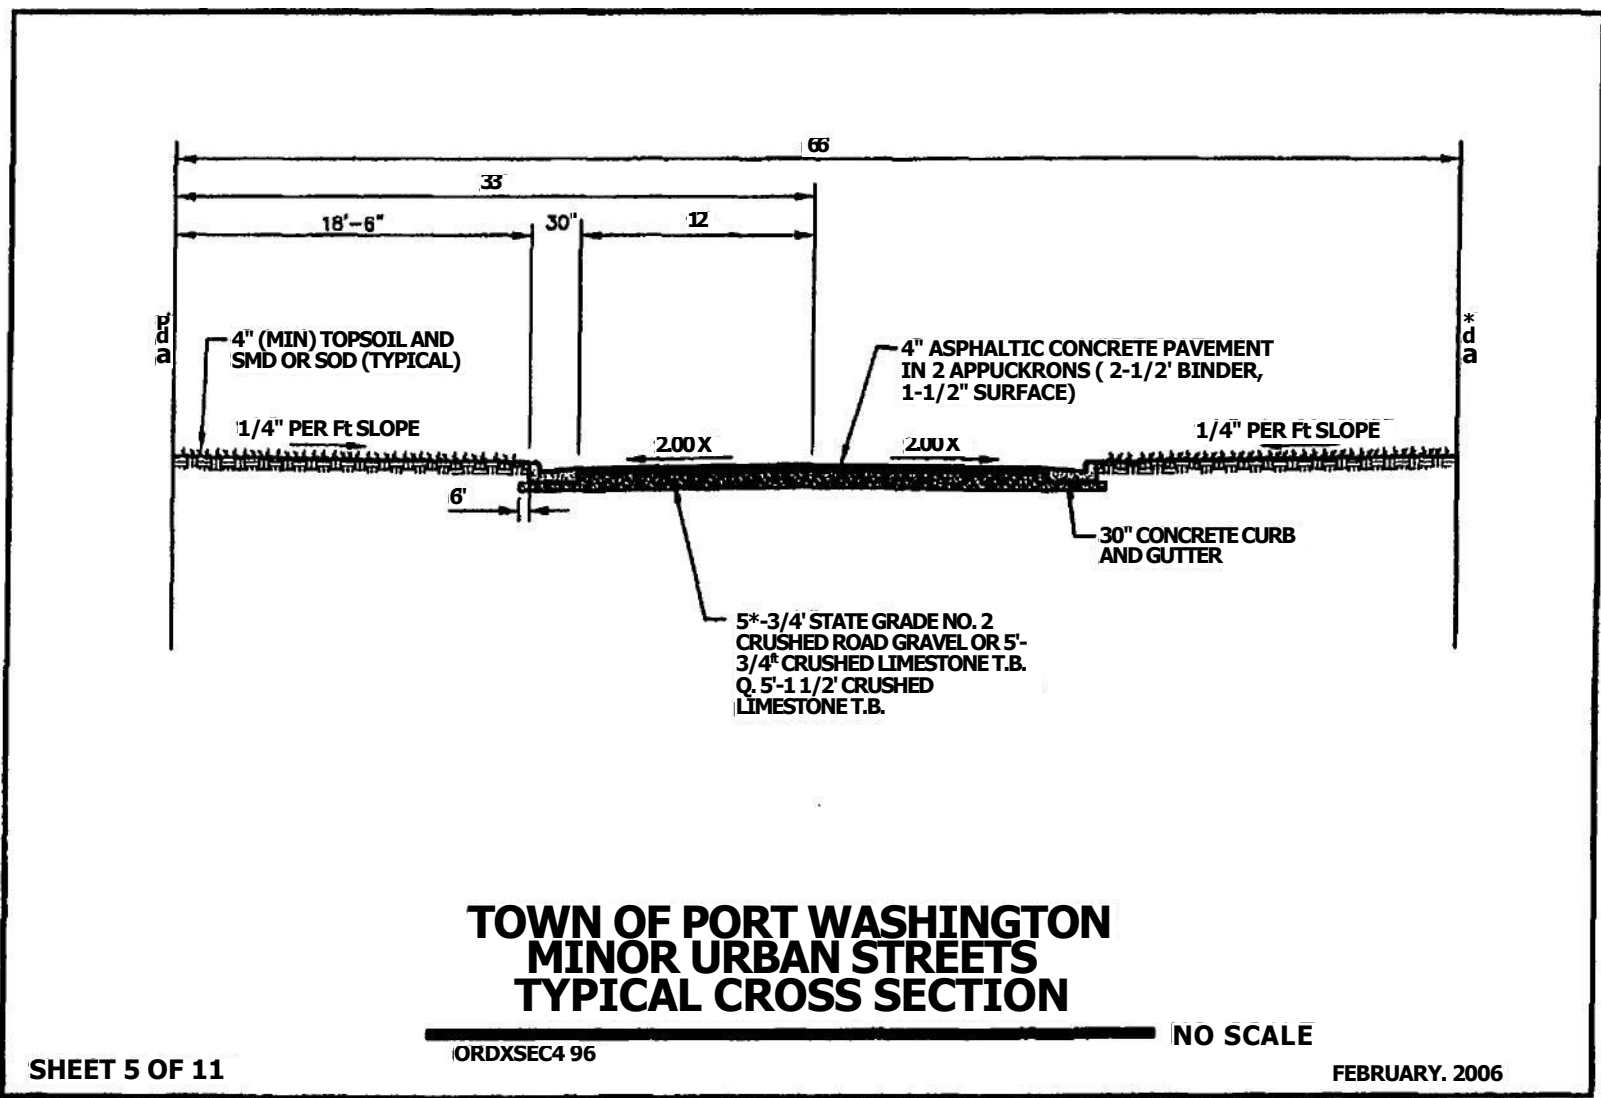 66'
33'
18'-6"
30"
12
p.
d
a
4" (MIN) TOPSOIL AND
SMD OR SOD (TYPICAL)
4" ASPHALTIC CONCRETE PAVEMENT
IN 2 APPUCKRONS ( 2-1/2' BINDER,
1-1/2" SURFACE)
*
d
a
1/4" PER Ft SLOPE
2.00 X
2.00 X
1/4" PER Ft SLOPE
6'
30" CONCRETE CURB
AND GUTTER
5*-3/4' STATE GRADE NO. 2
CRUSHED ROAD GRAVEL OR 5'-
3/4ft CRUSHED LIMESTONE T.B.
Q. 5'-1 1/2' CRUSHED
LIMESTONE T.B.
TOWN OF PORT WASHINGTON
MINOR URBAN STREETS
TYPICAL CROSS SECTION
NO SCALE
ORDXSEC4 96
SHEET 5 OF 11
FEBRUARY. 2006